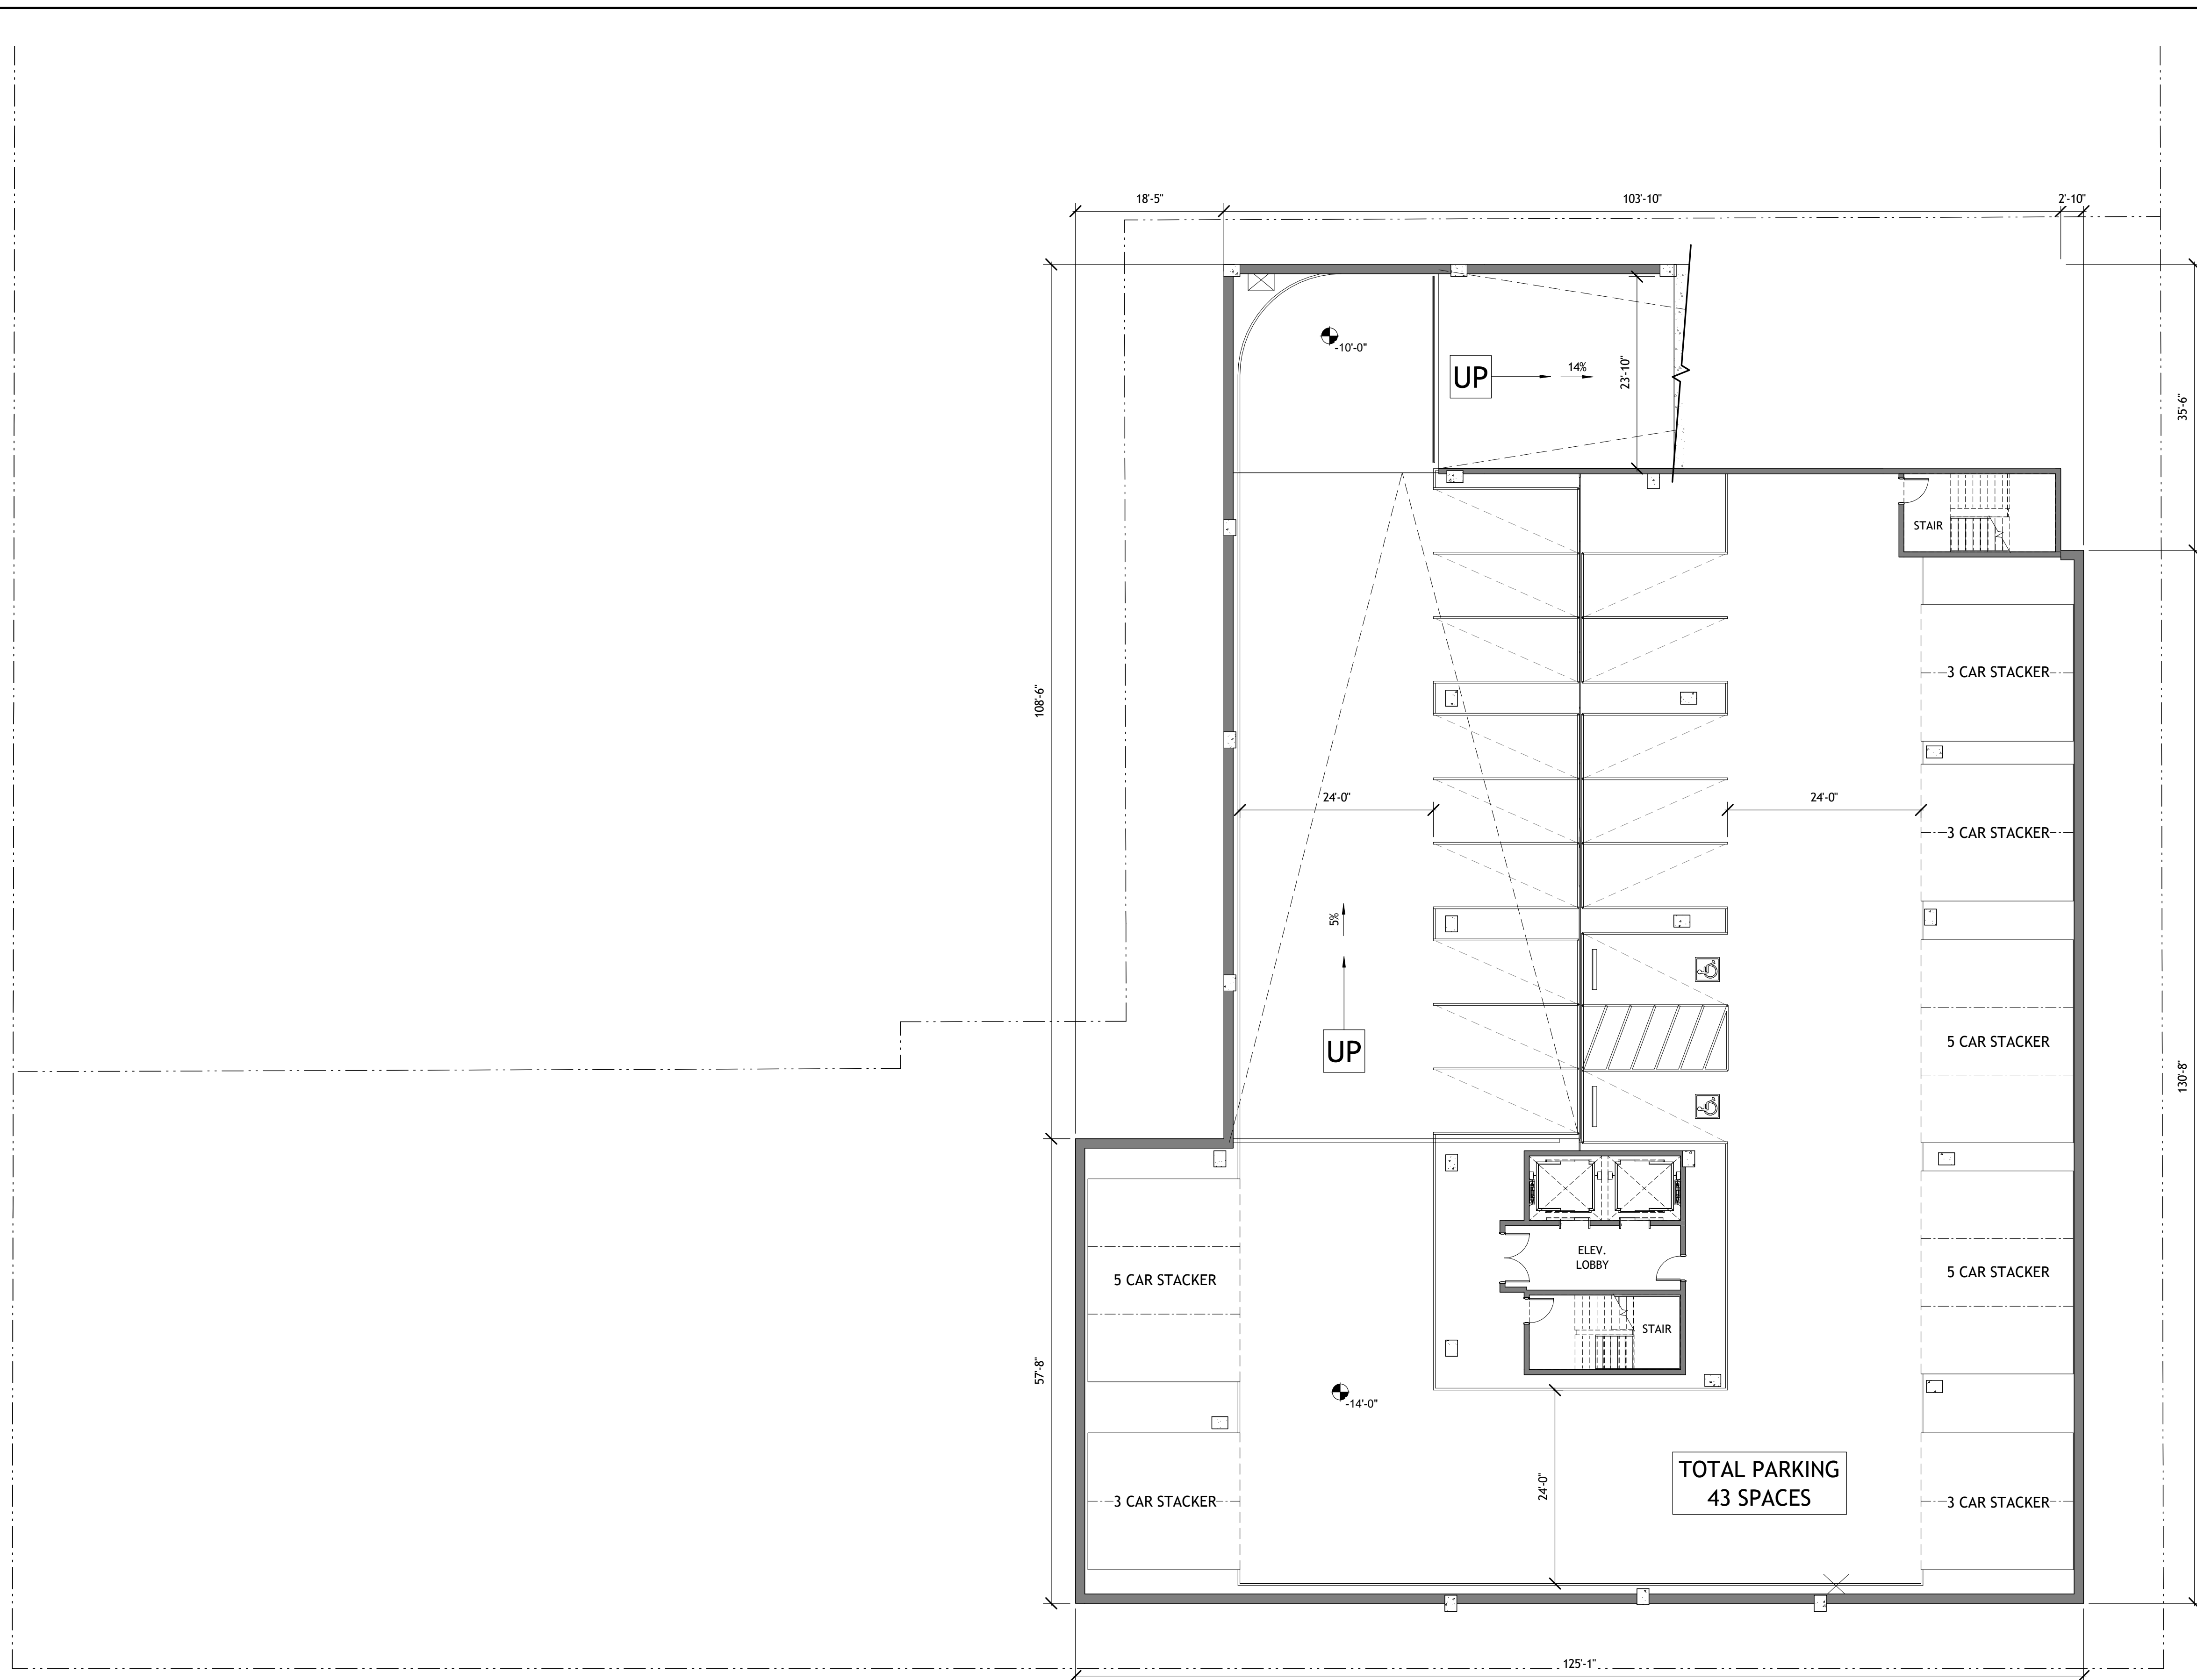 18'-5"
103'-10"
2'-10"
-10'-0"
UP
14%
23'-10"
35'-6"
STAIR
108'-6"
3 CAR STACKER
24'-0"
24'-0"
3 CAR STACKER
5%
UP
5 CAR STACKER
130'-8"
ELEV.
LOBBY
5 CAR STACKER
5 CAR STACKER
STAIR
57'-8"
-14'-0"
24'-0"
TOTAL PARKING
43 SPACES
3 CAR STACKER
3 CAR STACKER
125'-1"